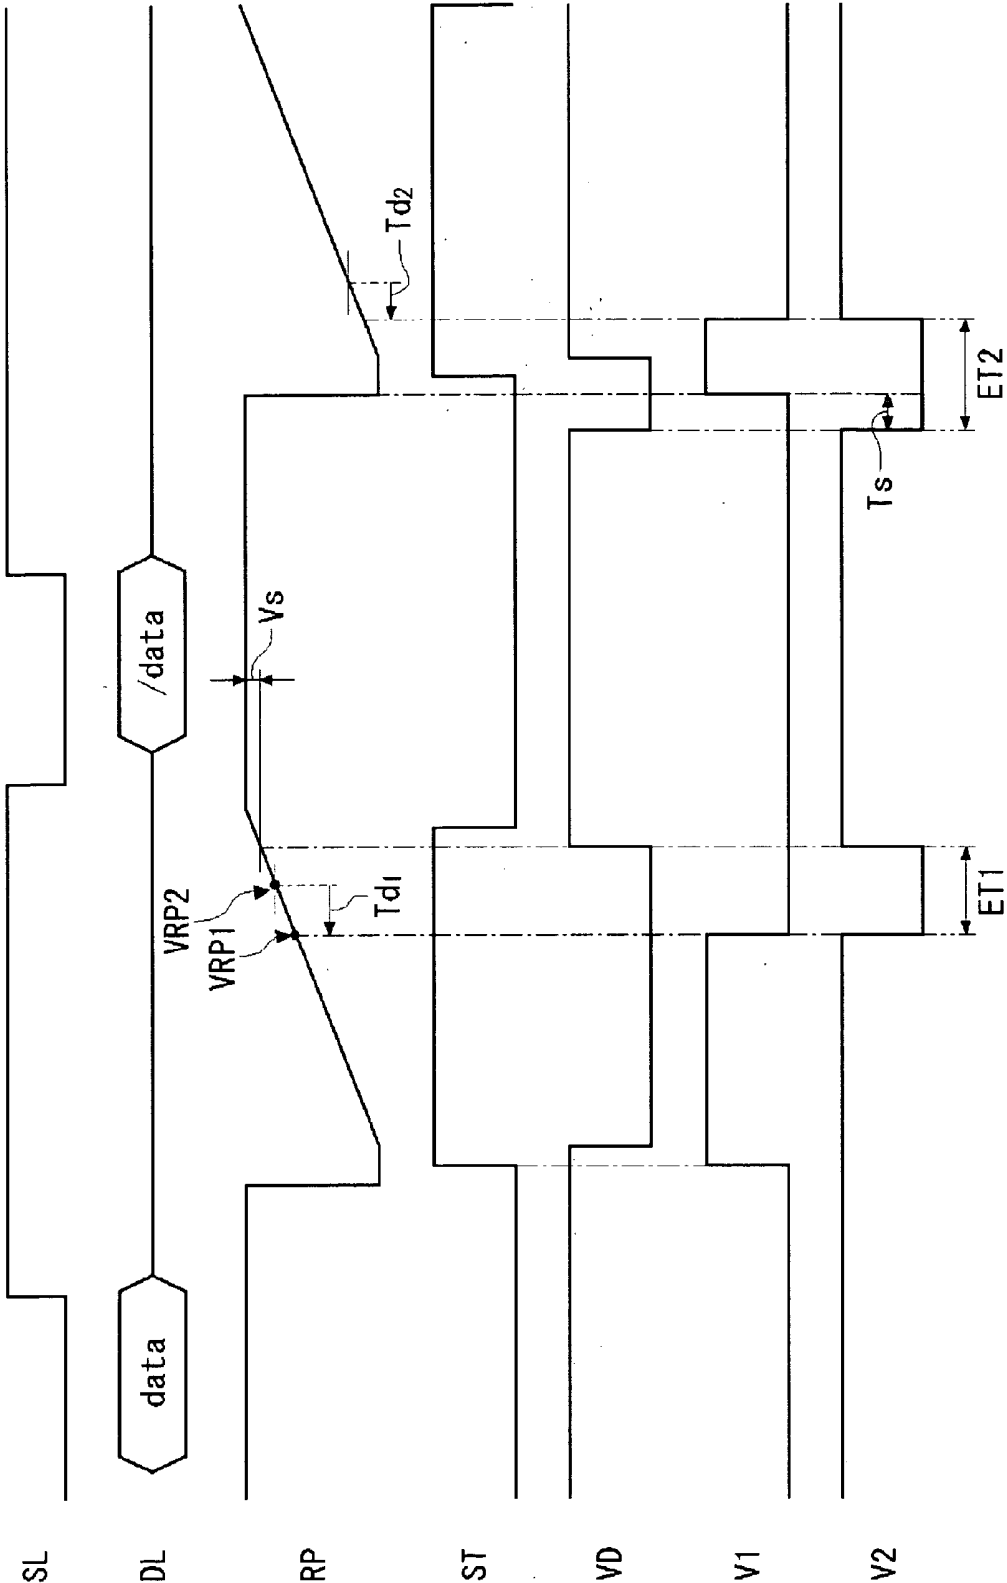 SL
DL
data
/data
RP
VRP1
VRP2
Td1
Vs
Td2
ST
VD
V1
V2
ET1
Ts
ET2